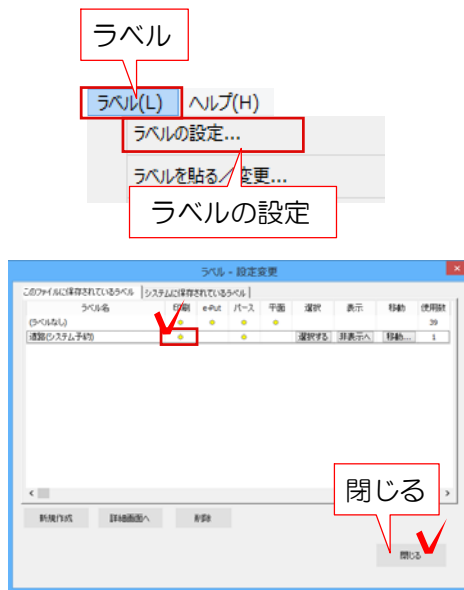 ラベル
ラベル(L) ヘルプ(H)
ラベルの設定...
ラベルを貼る/変更...
ラベルの設定
ラベル - 設定変更
このファイルに保存されているラベル システムに保存されているラベル
ラベル名 印刷 e-Put パース 平面 選択 表示 移動 使用数
(ラベルなし) 39
道路(システム予約) 選択する 非表示へ 移動... 1
閉じる
新規作成 詳細画面へ 削除
閉じる